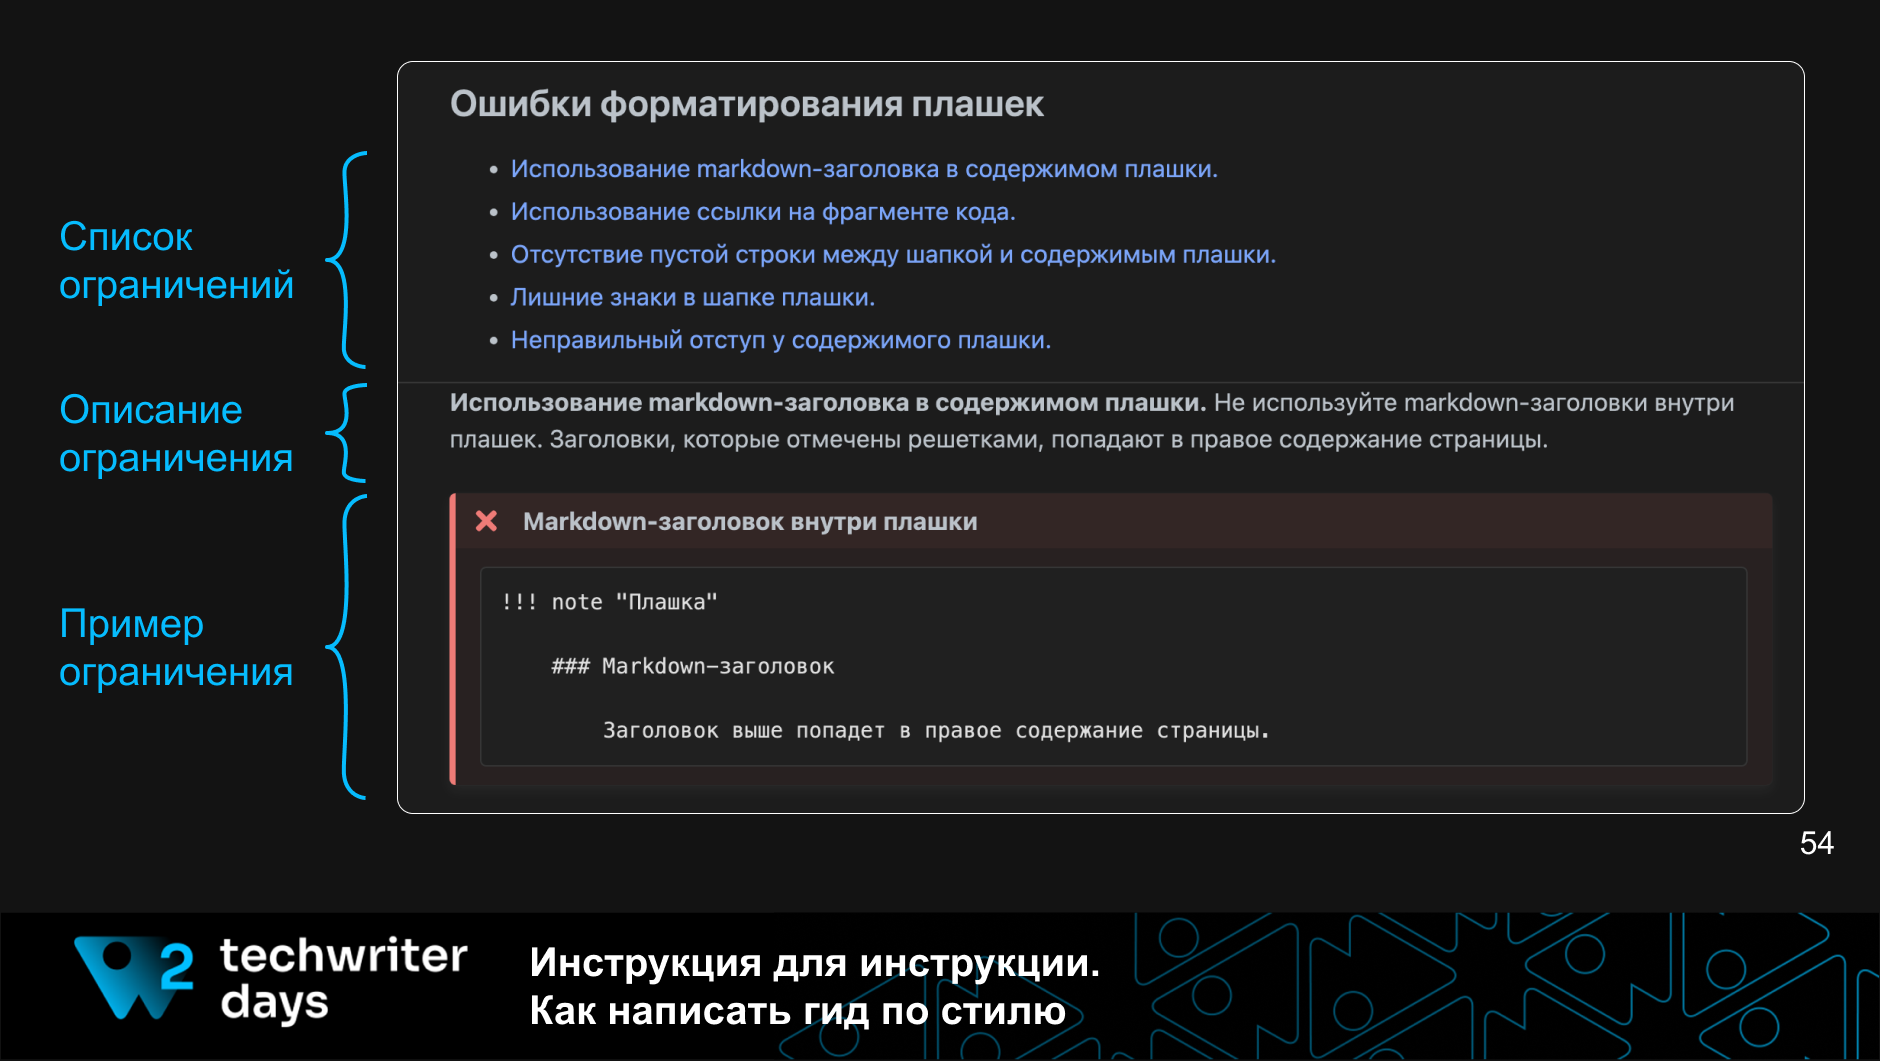 Ошибки форматирования плашек
• Использование markdown-заголовка в содержимом плашки.
• Использование ссылки на фрагменте кода.
• Отсутствие пустой строки между шапкой и содержимым плашки.
• Лишние знаки в шапке плашки.
• Неправильный отступ у содержимого плашки.
Список
ограничений
Использование markdown-заголовка в содержимом плашки. Не используйте markdown-заголовки внутри
плашек. Заголовки, которые отмечены решетками, попадают в правое содержание страницы.
Описание
ограничения
Markdown-заголовок внутри плашки
!!! note "Плашка"
### Markdown-заголовок
Заголовок выше попадет в правое содержание страницы.
Пример
ограничения
54
2 techwriter
days
Инструкция для инструкции.
Как написать гид по стилю